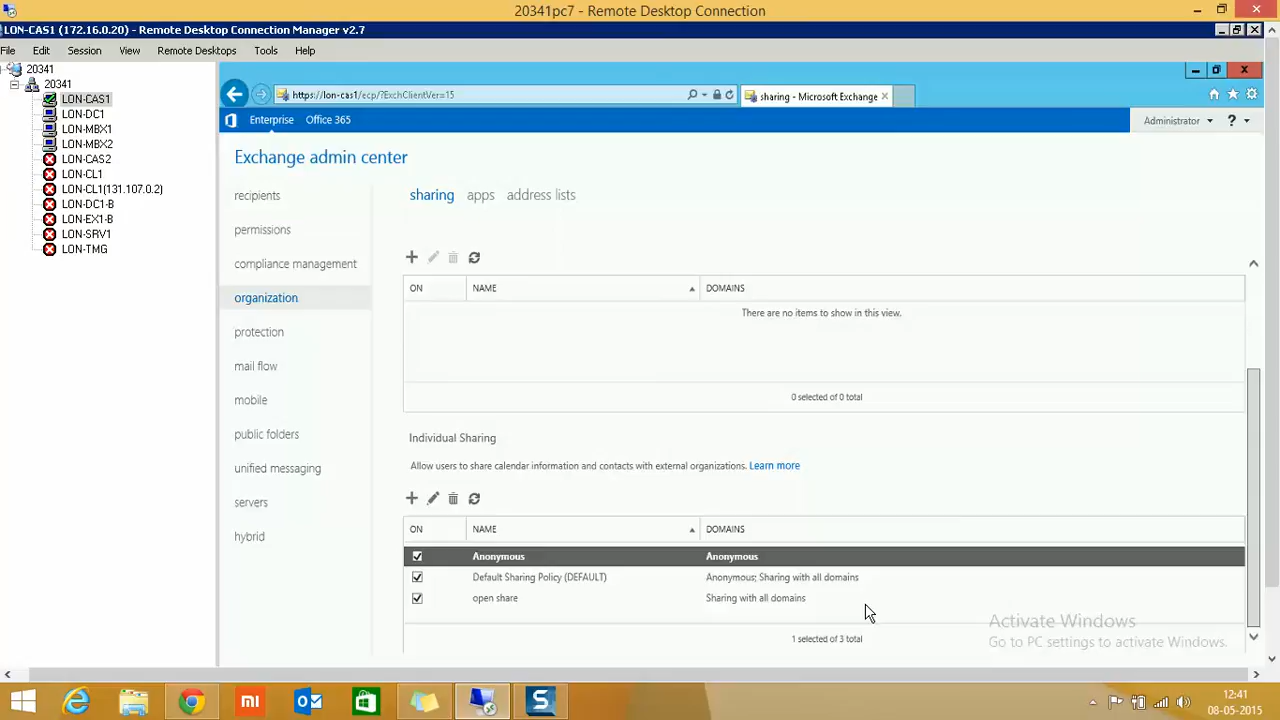 20341pc7 - Remote Desktop Connection
LON-CAS1 (172.16.0.20) - Remote Desktop Connection Manager v2.7
File Edit Session View Remote Desktops Tools Help
20341
20341
LON-CAS1
LON-DC1
LON-MBX1
LON-MBX2
LON-CAS2
LON-CL1
LON-CL1(131.107.0.2)
LON-DC1-B
LON-EX1-B
LON-SRV1
LON-TMG
https://lon-cas1/ecp/?ExchClientVer=15
sharing - Microsoft Exchange
Enterprise Office 365
Administrator ?
Exchange admin center
recipients
permissions
compliance management
organization
protection
mail flow
mobile
public folders
unified messaging
servers
hybrid
sharing apps address lists
ON NAME DOMAINS
There are no items to show in this view.
0 selected of 0 total
Individual Sharing
Allow users to share calendar information and contacts with external organizations. Learn more
ON NAME DOMAINS
Anonymous Anonymous
Default Sharing Policy (DEFAULT) Anonymous; Sharing with all domains
open share Sharing with all domains
1 selected of 3 total
Activate Windows
Go to PC settings to activate Windows.
12:41
08-05-2015